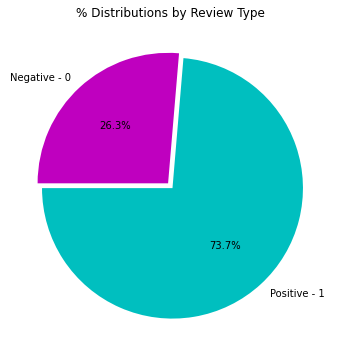 % Distributions by Review Type
Negative - 0
26.3%
73.7%
Positive - 1